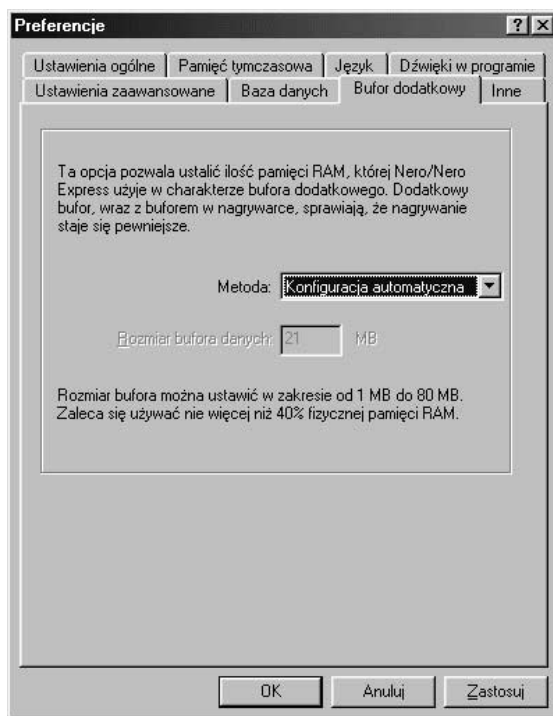 Preferencje
Ustawienia ogólne Pamięć tymczasowa Język Dźwięki w programie
Ustawienia zaawansowane Baza danych Bufor dodatkowy Inne
Ta opcja pozwala ustalić ilość pamięci RAM, której Nero/Nero
Express użyje w charakterze bufora dodatkowego. Dodatkowy
bufor, wraz z buforem w nagrywarce, sprawiają, że nagrywanie
staje się pewniejsze.
Metoda: Konfiguracja automatyczna
Rozmiar bufora danych: 21 MB
Rozmiar bufora można ustawić w zakresie od 1 MB do 80 MB.
Zaleca się używać nie więcej niż 40% fizycznej pamięci RAM.
OK Anuluj Zastosuj